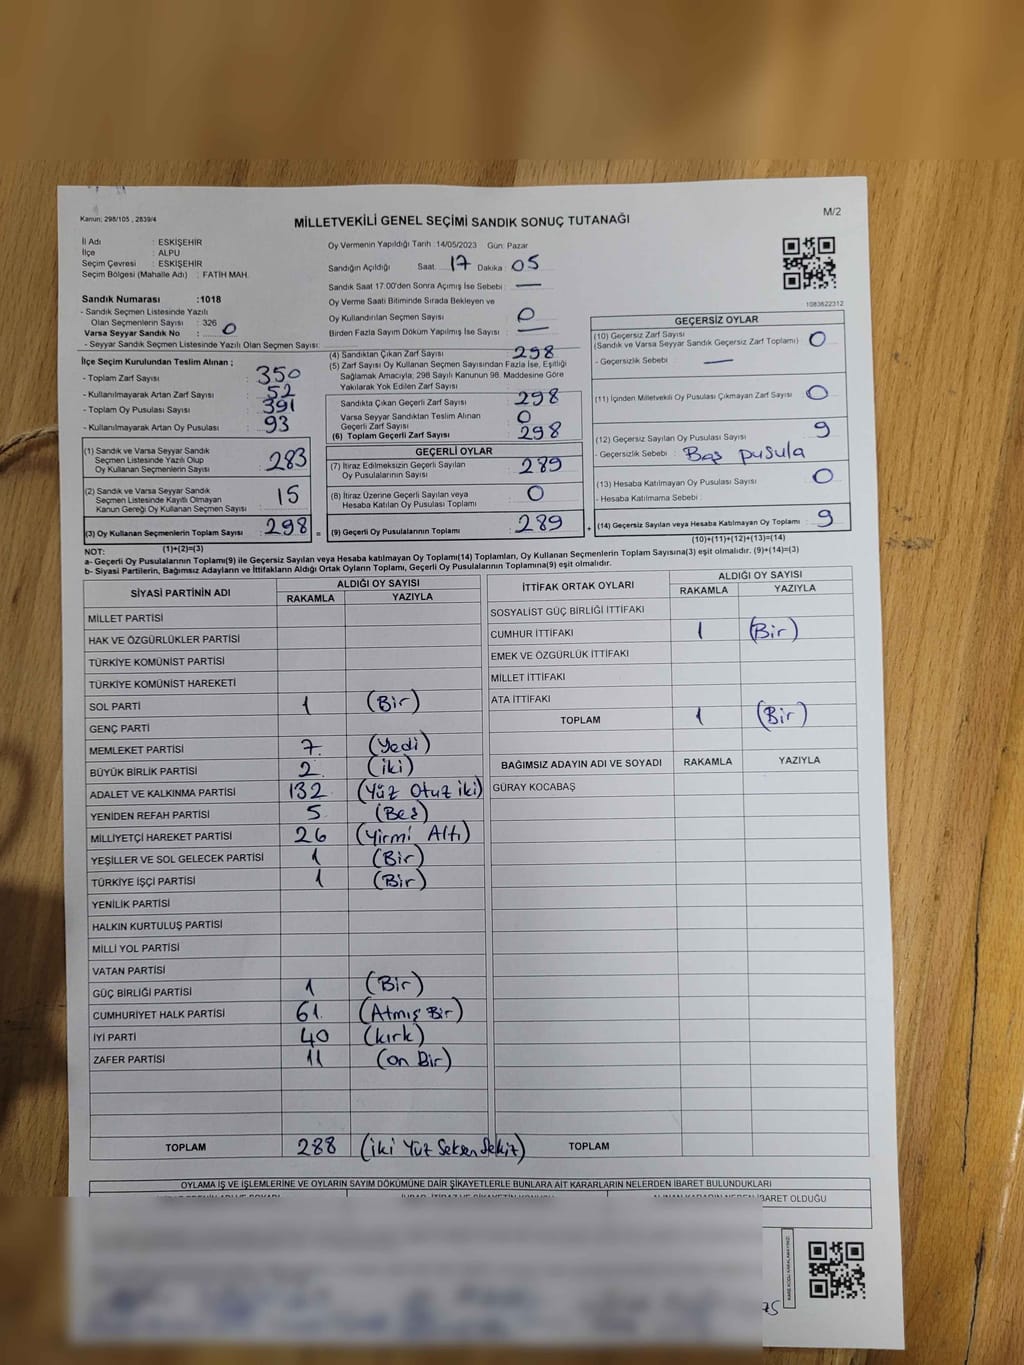 Kanun: 298/105 , 2839/4
MİLLETVEKİLİ GENEL SEÇİMİ SANDIK SONUÇ TUTANAĞI
M/2
İl Adı : ESKİŞEHİR
İlçe : ALPU
Seçim Çevresi : ESKİŞEHİR
Seçim Bölgesi (Mahalle Adı) : FATİH MAH.
Oy Vermenin Yapıldığı Tarih :14/05/2023 Gün: Pazar
Sandığın Açıldığı Saat: 17 Dakika : 05
Sandık Saat 17:00'den Sonra Açımış İse Sebebi : —
Oy Verme Saati Bitiminde Sırada Bekleyen ve
Oy Kullandırılan Seçmen Sayısı : 0
Birden Fazla Sayım Döküm Yapılmış İse Sayısı : —
1083622312
Sandık Numarası :1018
- Sandık Seçmen Listesinde Yazılı
Olan Seçmenlerin Sayısı : 326
Varsa Seyyar Sandık No : 0
- Seyyar Sandık Seçmen Listesinde Yazılı Olan Seçmen Sayısı:
İlçe Seçim Kurulundan Teslim Alınan ;
- Toplam Zarf Sayısı : 350
- Kullanılmayarak Artan Zarf Sayısı : 52
- Toplam Oy Pusulası Sayısı : 391
- Kullanılmayarak Artan Oy Pusulası : 93
(1) Sandık ve Varsa Seyyar Sandık
Seçmen Listesinde Yazılı Olup
Oy Kullanan Seçmenlerin Sayısı : 283
(2) Sandık ve Varsa Seyyar Sandık
Seçmen Listesinde Kayıtlı Olmayan
Kanun Gereği Oy Kullanan Seçmen Sayısı : 15
(3) Oy Kullanan Seçmenlerin Toplam Sayısı : 298 =
(1)+(2)=(3)
(4) Sandıktan Çıkan Zarf Sayısı : 298
(5) Zarf Sayısı Oy Kullanan Seçmen Sayısından Fazla İse, Eşitliği
Sağlamak Amacıyla, 298 Sayılı Kanunun 98. Maddesine Göre
Yakılarak Yok Edilen Zarf Sayısı
Sandıkta Çıkan Geçerli Zarf Sayısı : 298
Varsa Seyyar Sandıktan Teslim Alınan
Geçerli Zarf Sayısı : 0
(6) Toplam Geçerli Zarf Sayısı : 298
GEÇERLİ OYLAR
(7) İtiraz Edilmeksizin Geçerli Sayılan
Oy Pusulalarının Sayısı : 289
(8) İtiraz Üzerine Geçerli Sayılan veya
Hesaba Katılan Oy Pusulası Toplamı : 0
(9) Geçerli Oy Pusulalarının Toplamı : 289 +
GEÇERSİZ OYLAR
(10) Geçersiz Zarf Sayısı
(Sandık ve Varsa Seyyar Sandık Geçersiz Zarf Toplamı) : 0
- Geçersizlik Sebebi : —
(11) İçinden Milletvekili Oy Pusulası Çıkmayan Zarf Sayısı : 0
(12) Geçersiz Sayılan Oy Pusulası Sayısı : 9
- Geçersizlik Sebebi : Boş pusula
(13) Hesaba Katılmayan Oy Pusulası Sayısı : 0
- Hesaba Katılmama Sebebi :
(14) Geçersiz Sayılan veya Hesaba Katılmayan Oy Toplamı : 9
(10)+(11)+(12)+(13)=(14)
NOT:
a- Geçerli Oy Pusulalarının Toplamı(9) ile Geçersiz Sayılan veya Hesaba katılmayan Oy Toplamı(14) Toplamları, Oy Kullanan Seçmenlerin Toplam Sayısına(3) eşit olmalıdır. (9)+(14)=(3)
b- Siyasi Partilerin, Bağımsız Adayların ve İttifakların Aldığı Ortak Oyların Toplamı, Geçerli Oy Pusulalarının Toplamına(9) eşit olmalıdır.
SİYASİ PARTİNİN ADI ALDIĞI OY SAYISI
RAKAMLA YAZIYLA
MİLLET PARTİSİ
HAK VE ÖZGÜRLÜKLER PARTİSİ
TÜRKİYE KOMÜNİST PARTİSİ
TÜRKİYE KOMÜNİST HAREKETİ
SOL PARTİ 1 (Bir)
GENÇ PARTİ
MEMLEKET PARTİSİ 7 (Yedi)
BÜYÜK BİRLİK PARTİSİ 2 (iki)
ADALET VE KALKINMA PARTİSİ 132 (Yüz Otuz iki)
YENİDEN REFAH PARTİSİ 5 (Beş)
MİLLİYETÇİ HAREKET PARTİSİ 26 (Yirmi Altı)
YEŞİLLER VE SOL GELECEK PARTİSİ 1 (Bir)
TÜRKİYE İŞÇİ PARTİSİ 1 (Bir)
YENİLİK PARTİSİ
HALKIN KURTULUŞ PARTİSİ
MİLLİ YOL PARTİSİ
VATAN PARTİSİ
GÜÇ BİRLİĞİ PARTİSİ 1 (Bir)
CUMHURİYET HALK PARTİSİ 61 (Atmış Bir)
İYİ PARTİ 40 (kırk)
ZAFER PARTİSİ 11 (on Bir)
TOPLAM 288 (iki Yüz Seksen Sekiz)
İTTİFAK ORTAK OYLARI ALDIĞI OY SAYISI
RAKAMLA YAZIYLA
SOSYALİST GÜÇ BİRLİĞİ İTTİFAKI
CUMHUR İTTİFAKI 1 (Bir)
EMEK VE ÖZGÜRLÜK İTTİFAKI
MİLLET İTTİFAKI
ATA İTTİFAKI
TOPLAM 1 (Bir)
BAĞIMSIZ ADAYIN ADI VE SOYADI RAKAMLA YAZIYLA
GÜRAY KOCABAŞ
TOPLAM
OYLAMA İŞ VE İŞLEMLERİNE VE OYLARIN SAYIM DÖKÜMÜNE DAİR ŞİKAYETLERLE BUNLARA AİT KARARLARIN NELERDEN İBARET BULUNDUKLARI
İBARET OLDUĞU